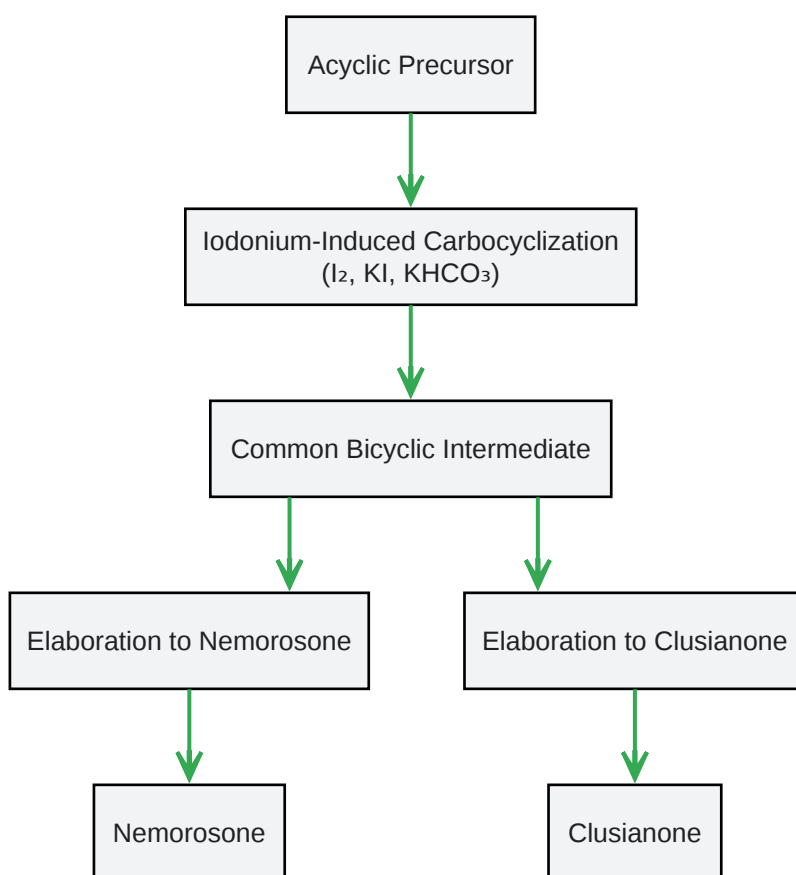 Acyclic Precursor
Iodonium-Induced Carbocyclization
(I₂, KI, KHCO₃)
Common Bicyclic Intermediate
Elaboration to Nemorosone
Elaboration to Clusianone
Nemorosone
Clusianone